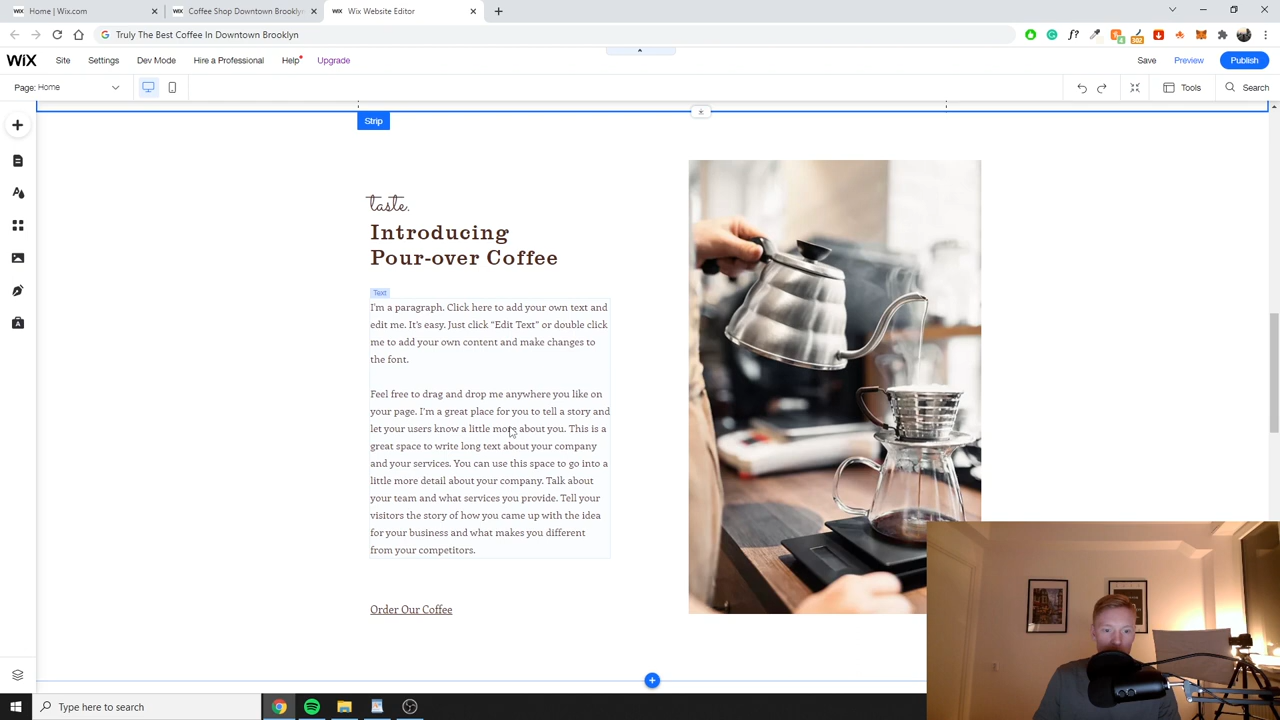 Home | Wix.com
Coffee Shop Downtown Brooklyn
Wix Website Editor
Truly The Best Coffee In Downtown Brooklyn
WiX
Site
Settings
Dev Mode
Hire a Professional
Help
Upgrade
Save
Preview
Publish
Page: Home
Tools
Search
Strip
taste.
Introducing
Pour-over Coffee
Text
I'm a paragraph. Click here to add your own text and
edit me. It's easy. Just click “Edit Text” or double click
me to add your own content and make changes to
the font.
Feel free to drag and drop me anywhere you like on
your page. I'm a great place for you to tell a story and
let your users know a little more about you. This is a
great space to write long text about your company
and your services. You can use this space to go into a
little more detail about your company. Talk about
your team and what services you provide. Tell your
visitors the story of how you came up with the idea
for your business and what makes you different
from your competitors.
Order Our Coffee
Type here to search